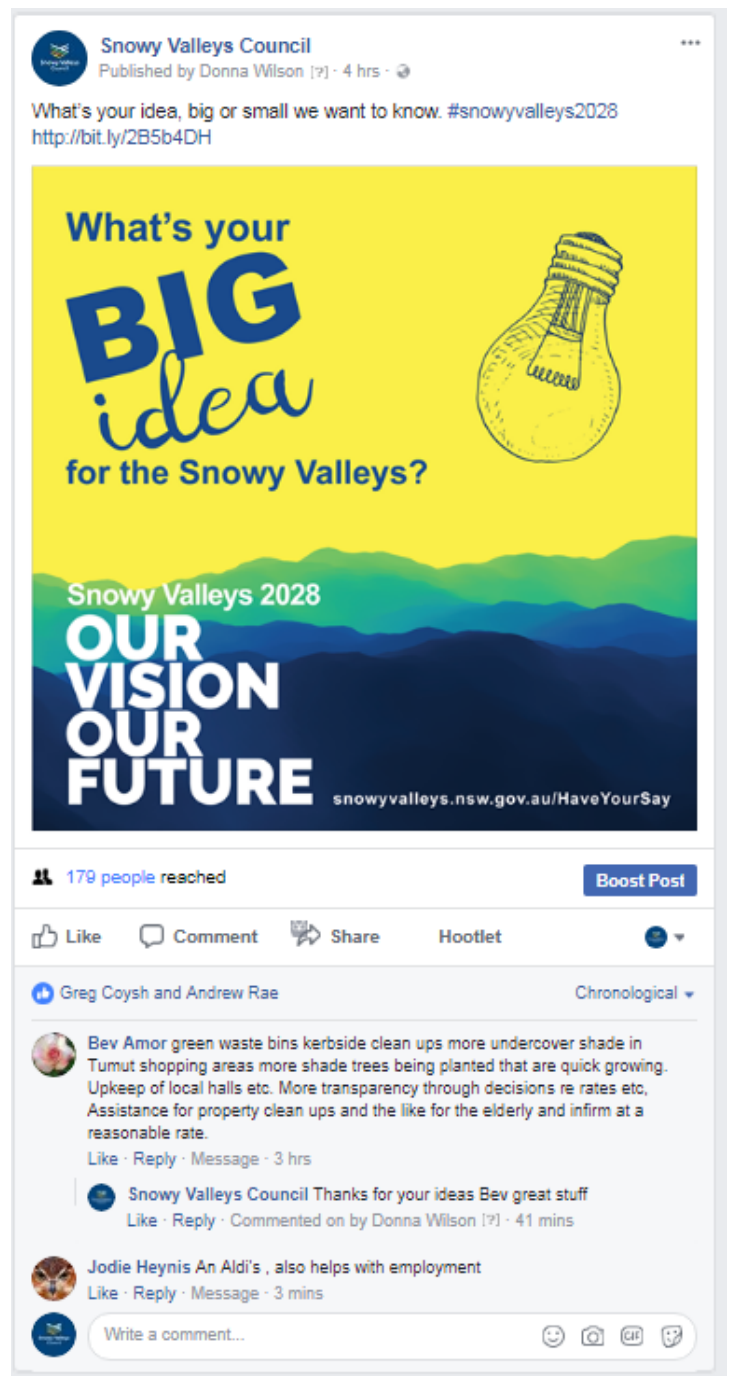 Snowy Valleys Council
Published by Donna Wilson [?] · 4 hrs ·
What's your idea, big or small we want to know. #snowyvalleys2028
http://bit.ly/2B5b4DH
What's your
BIG
idea
for the Snowy Valleys?
Snowy Valleys 2028
OUR
VISION
OUR
FUTURE
snowyvalleys.nsw.gov.au/HaveYourSay
179 people reached
Boost Post
Like Comment Share Hootlet
Greg Coysh and Andrew Rae
Chronological
Bev Amor green waste bins kerbside clean ups more undercover shade in
Tumut shopping areas more shade trees being planted that are quick growing.
Upkeep of local halls etc. More transparency through decisions re rates etc,
Assistance for property clean ups and the like for the elderly and infirm at a
reasonable rate.
Like · Reply · Message · 3 hrs
Snowy Valleys Council Thanks for your ideas Bev great stuff
Like · Reply · Commented on by Donna Wilson [?] · 41 mins
Jodie Heynis An Aldi's , also helps with employment
Like · Reply · Message · 3 mins
Write a comment...
GIF